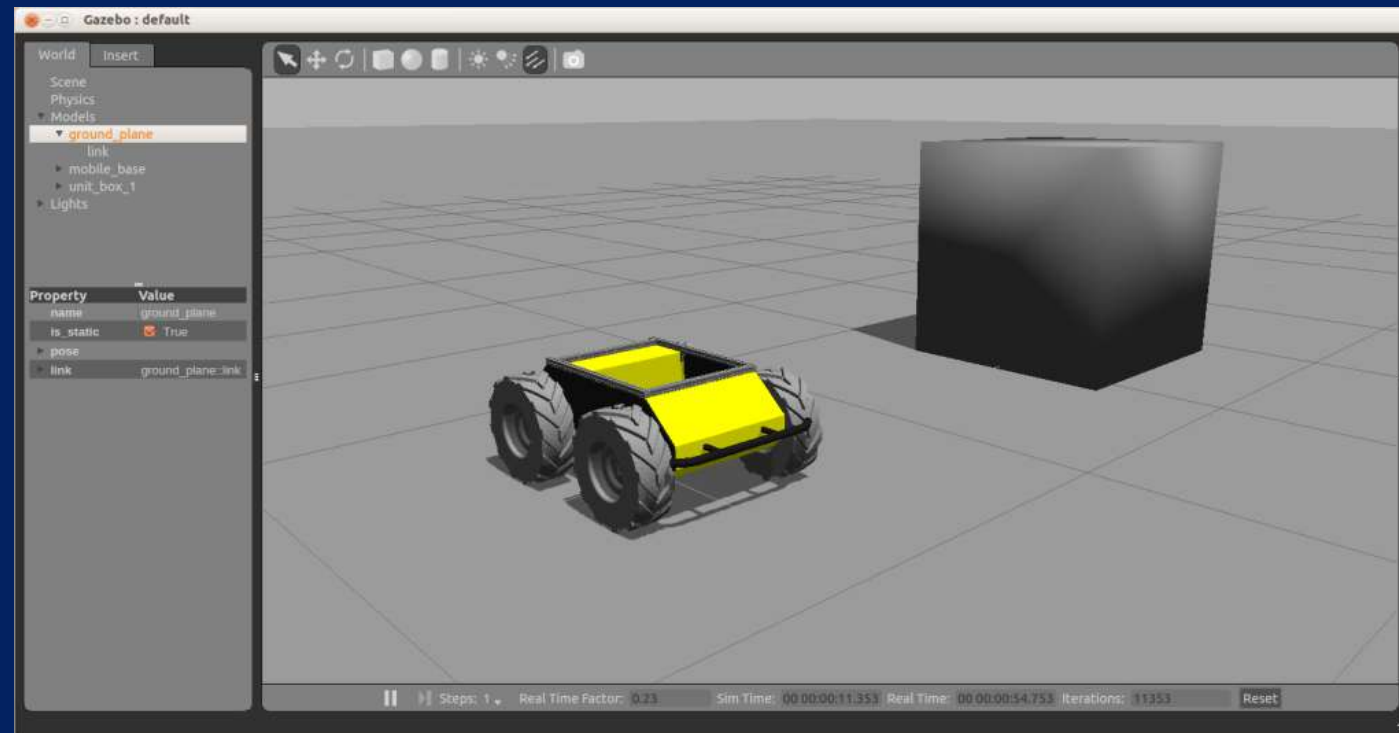 Gazebo : default
World Insert
Scene
Physics
Models
ground_plane
link
mobile_base
unit_box_1
Lights
Property Value
name ground_plane
is_static True
pose
link ground_plane::link
Steps: 1 Real Time Factor: 0.23 Sim Time: 00 00:00:11.353 Real Time: 00 00:00:54.753 Iterations: 11353 Reset